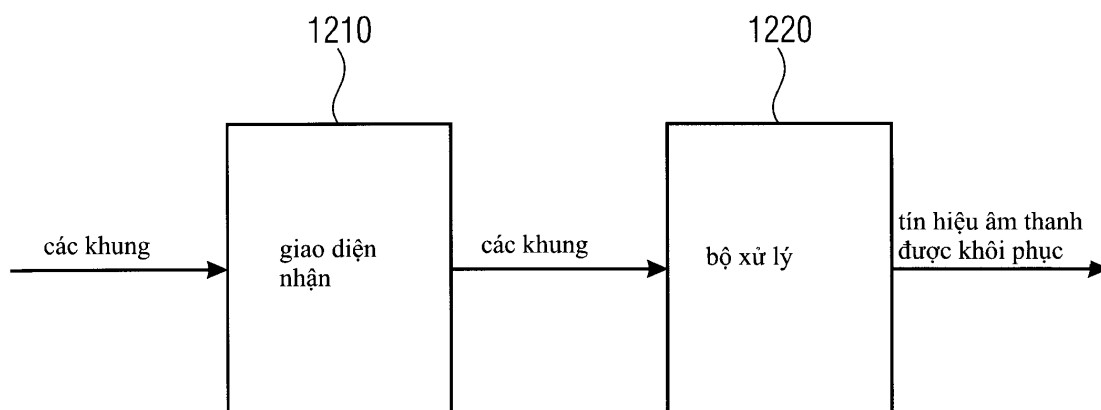 1210
1220
các khung
giao diện
nhận
các khung
bộ xử lý
tín hiệu âm thanh
được khôi phục